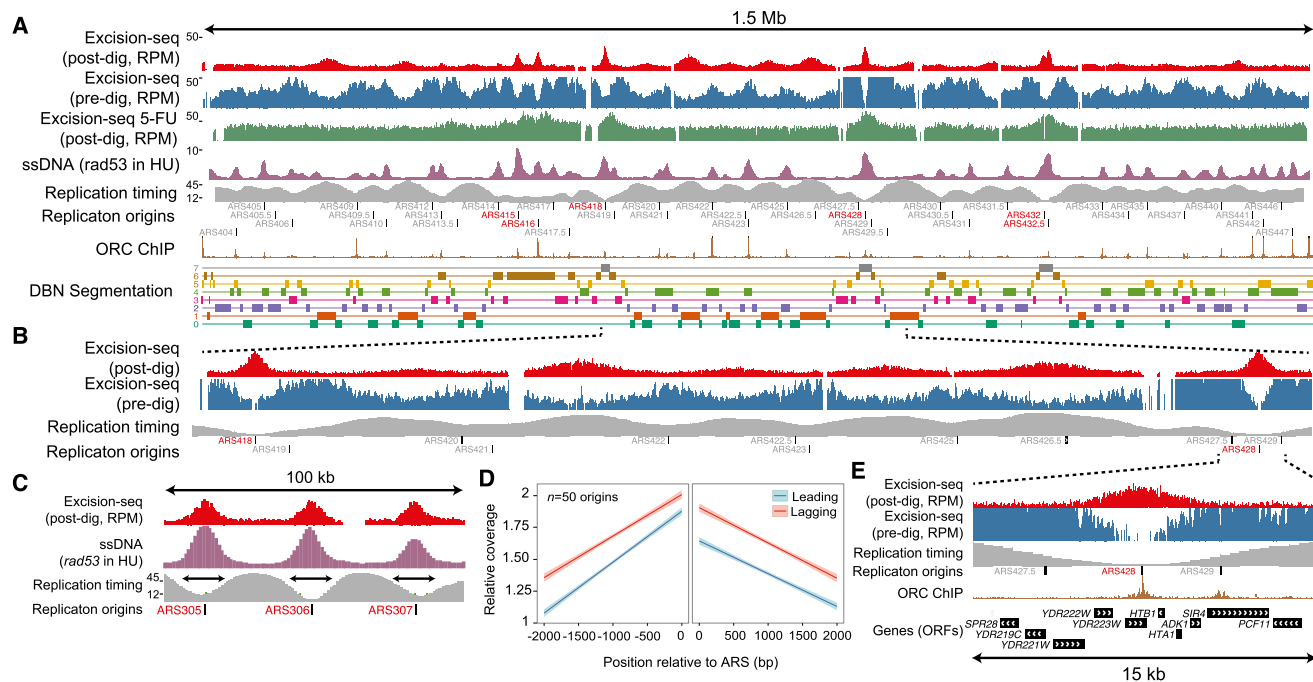 A
1.5 Mb
Excision-seq
(post-dig, RPM)
50-
Excision-seq
(pre-dig, RPM)
50
Excision-seq 5-FU
(post-dig, RPM)
50
ssDNA (rad53 in HU)
10
Replication timing
45
12
Replicaton origins
ARS405 ARS409 ARS412 ARS414 ARS417 ARS418 ARS420 ARS422 ARS425 ARS427.5 ARS430 ARS431.5 ARS432 ARS433 ARS435 ARS440 ARS446
ARS405.5 ARS406 ARS409.5 ARS410 ARS413 ARS413.5 ARS415 ARS416 ARS419 ARS421 ARS422.5 ARS423 ARS426.5 ARS428 ARS429 ARS430.5 ARS431 ARS432.5 ARS434 ARS437 ARS441 ARS442
ARS404 ARS417.5 ARS429.5 ARS447
ORC ChIP
DBN Segmentation
7
6
5
4
3
2
1
0
B
Excision-seq
(post-dig)
Excision-seq
(pre-dig)
Replication timing
Replication origins
ARS418 ARS420 ARS422 ARS422.5 ARS425 ARS426.5 ARS427.5 ARS429
ARS419 ARS421 ARS423 ARS428
C
100 kb
Excision-seq
(post-dig, RPM)
ssDNA
(rad53 in HU)
Replication timing
45
12
Replicaton origins
ARS305 ARS306 ARS307
D
n=50 origins
Leading
Lagging
Relative coverage
2
1.75
1.50
1.25
1
-2000 -1500 -1000 -500 0 0 500 1000 1500 2000
Position relative to ARS (bp)
E
Excision-seq
(post-dig, RPM)
Excision-seq
(pre-dig, RPM)
Replication timing
Replicaton origins
ARS427.5 ARS428 ARS429
ORC ChIP
Genes (ORFs)
YDR222W HTB1 SIR4
SPR28 YDR223W ADK1 PCF11
YDR219C HTA1
YDR221W
15 kb